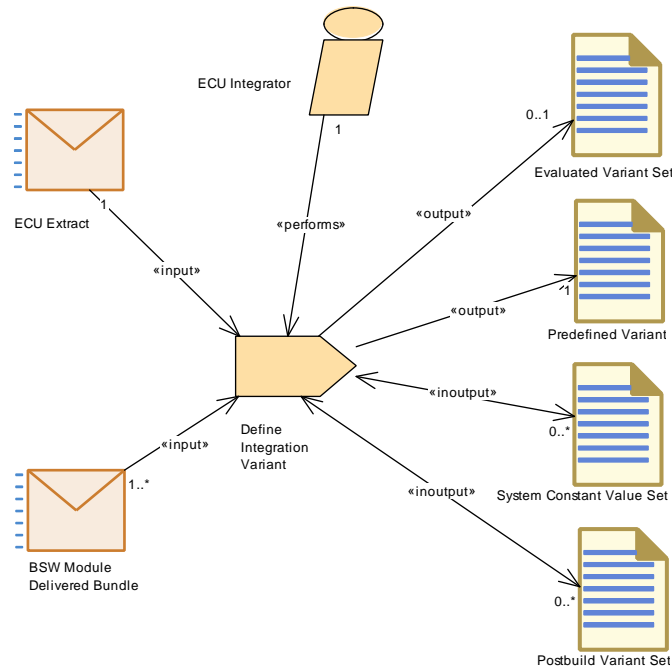 ECU Integrator
1
0..1
Evaluated Variant Set
1
ECU Extract
«performs»
«output»
«input»
«output»
1
Predefined Variant
«inoutput»
0..*
Define
Integration
Variant
«input»
1..*
System Constant Value Set
«inoutput»
BSW Module
Delivered Bundle
0..*
Postbuild Variant Set